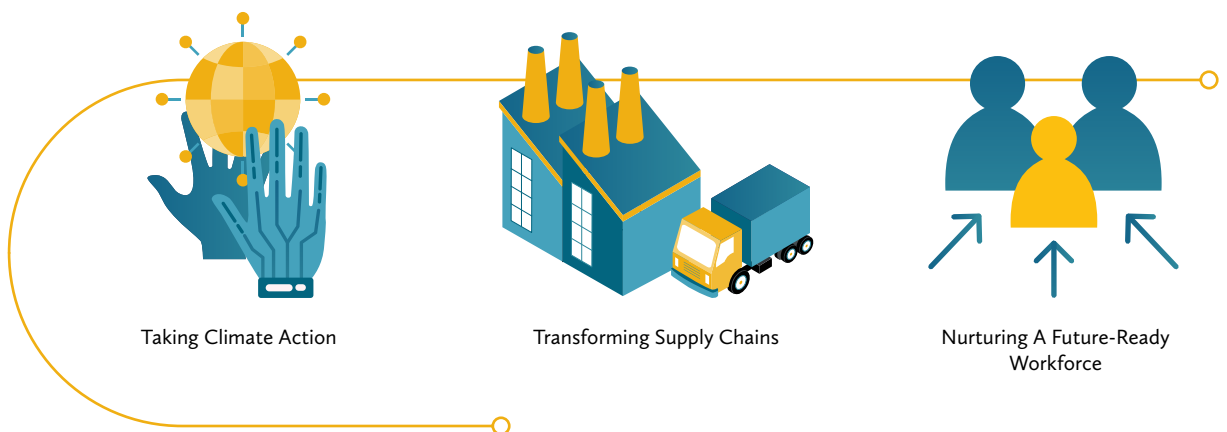 Taking Climate Action
Transforming Supply Chains
Nurturing A Future-Ready
Workforce